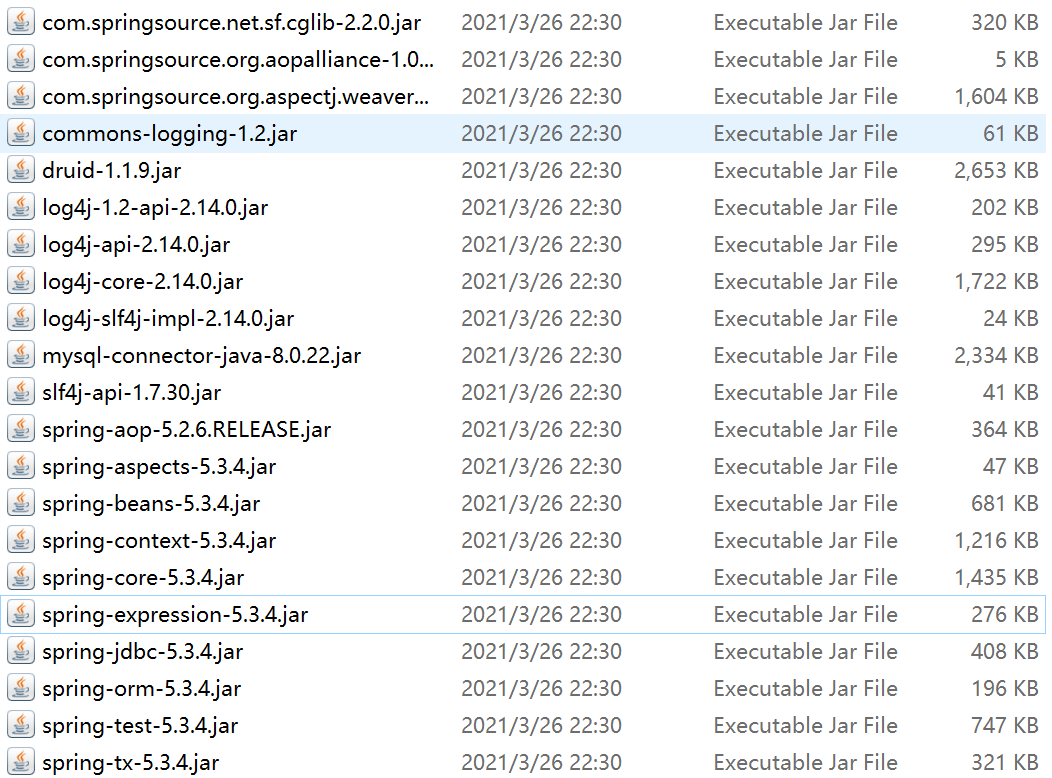 com.springsource.net.sf.cglib-2.2.0.jar 2021/3/26 22:30 Executable Jar File 320 KB
com.springsource.org.aopalliance-1.0... 2021/3/26 22:30 Executable Jar File 5 KB
com.springsource.org.aspectj.weaver... 2021/3/26 22:30 Executable Jar File 1,604 KB
commons-logging-1.2.jar 2021/3/26 22:30 Executable Jar File 61 KB
druid-1.1.9.jar 2021/3/26 22:30 Executable Jar File 2,653 KB
log4j-1.2-api-2.14.0.jar 2021/3/26 22:30 Executable Jar File 202 KB
log4j-api-2.14.0.jar 2021/3/26 22:30 Executable Jar File 295 KB
log4j-core-2.14.0.jar 2021/3/26 22:30 Executable Jar File 1,722 KB
log4j-slf4j-impl-2.14.0.jar 2021/3/26 22:30 Executable Jar File 24 KB
mysql-connector-java-8.0.22.jar 2021/3/26 22:30 Executable Jar File 2,334 KB
slf4j-api-1.7.30.jar 2021/3/26 22:30 Executable Jar File 41 KB
spring-aop-5.2.6.RELEASE.jar 2021/3/26 22:30 Executable Jar File 364 KB
spring-aspects-5.3.4.jar 2021/3/26 22:30 Executable Jar File 47 KB
spring-beans-5.3.4.jar 2021/3/26 22:30 Executable Jar File 681 KB
spring-context-5.3.4.jar 2021/3/26 22:30 Executable Jar File 1,216 KB
spring-core-5.3.4.jar 2021/3/26 22:30 Executable Jar File 1,435 KB
spring-expression-5.3.4.jar 2021/3/26 22:30 Executable Jar File 276 KB
spring-jdbc-5.3.4.jar 2021/3/26 22:30 Executable Jar File 408 KB
spring-orm-5.3.4.jar 2021/3/26 22:30 Executable Jar File 196 KB
spring-test-5.3.4.jar 2021/3/26 22:30 Executable Jar File 747 KB
spring-tx-5.3.4.jar 2021/3/26 22:30 Executable Jar File 321 KB